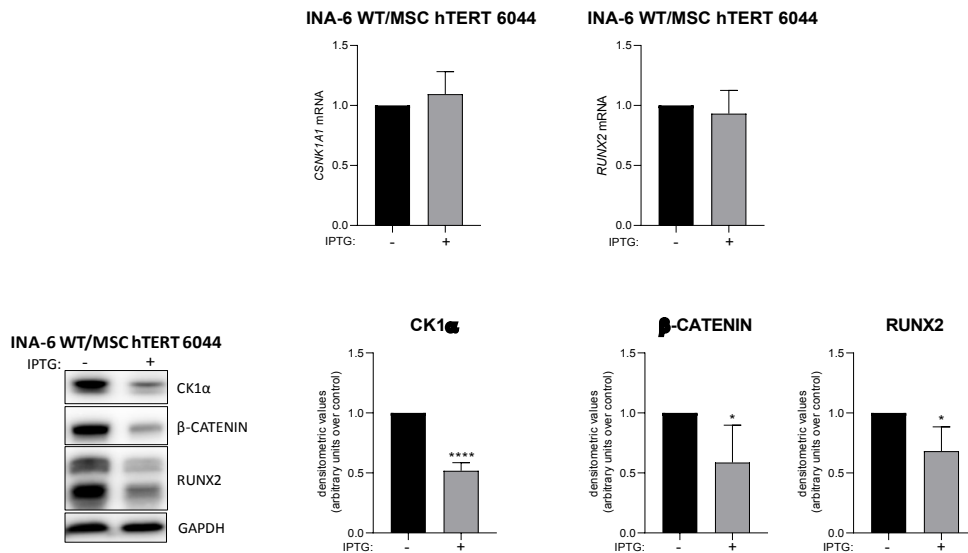 INA-6 WT/MSC hTERT 6044
1.5
1.0
0.5
0.0
CSNK1A1 mRNA
IPTG: - +
INA-6 WT/MSC hTERT 6044
1.5
1.0
0.5
0.0
RUNX2 mRNA
IPTG: - +
INA-6 WT/MSC hTERT 6044
IPTG: - +
CK1α
β-CATENIN
RUNX2
GAPDH
CK1α
1.5
1.0
0.5
0.0
densitometric values
(arbitrary units over control)
****
IPTG: - +
β-CATENIN
1.5
1.0
0.5
0.0
densitometric values
(arbitrary units over control)
*
IPTG: - +
RUNX2
1.5
1.0
0.5
0.0
densitometric values
(arbitrary units over control)
*
IPTG: - +